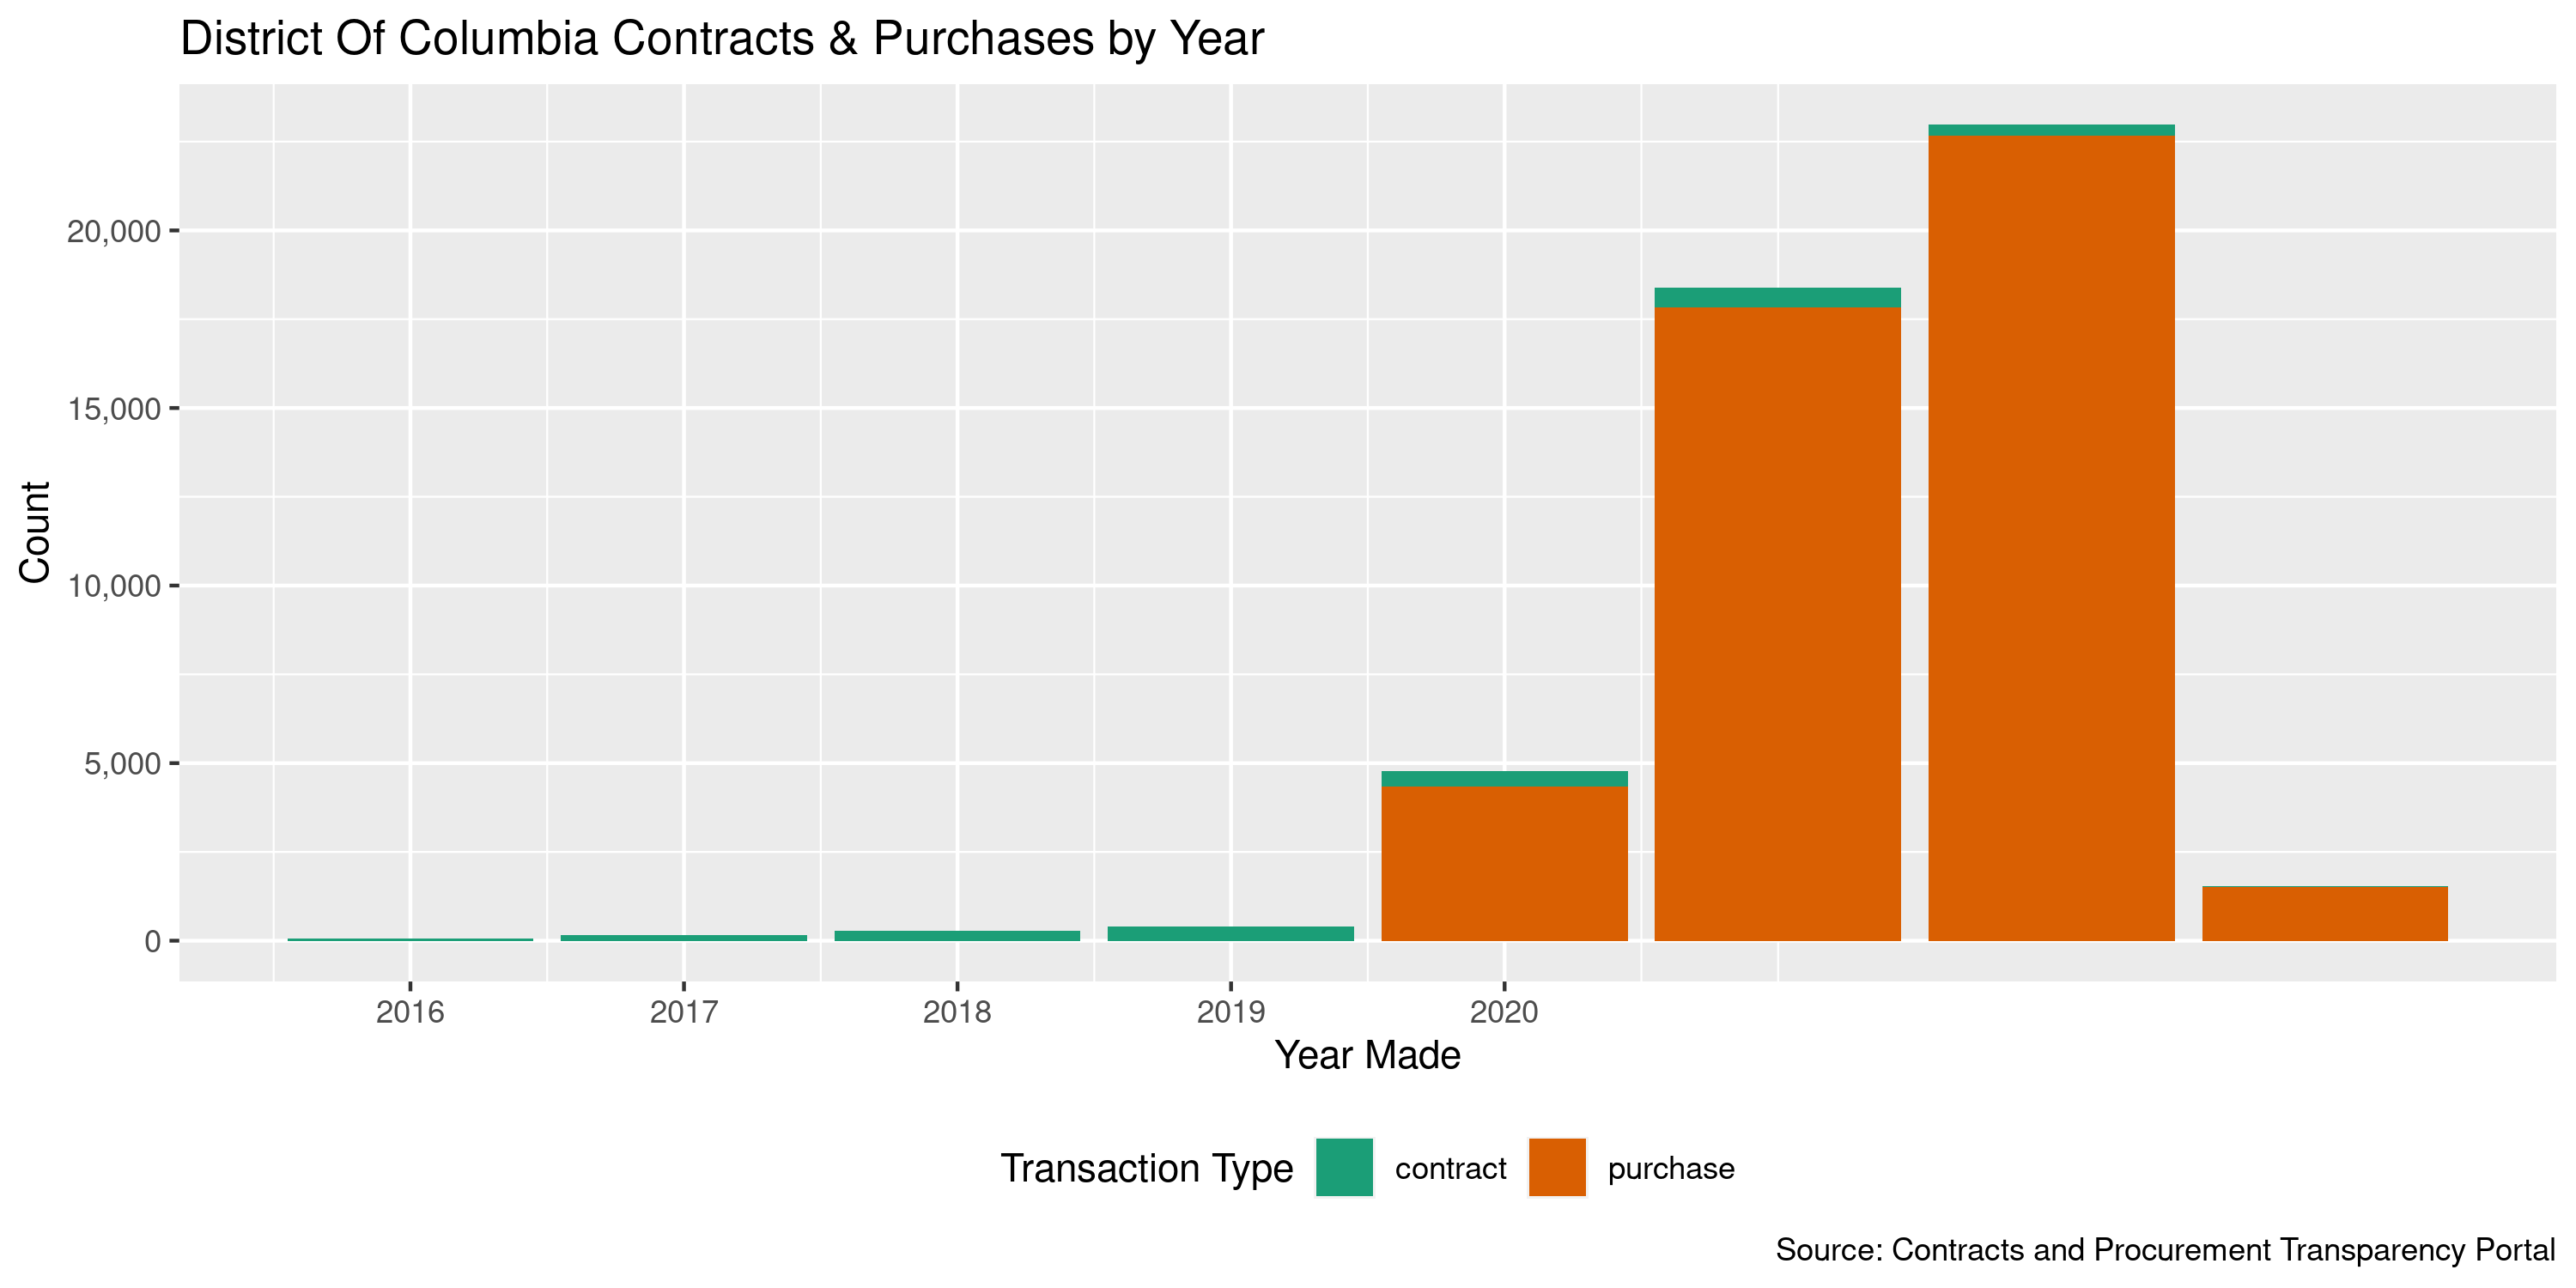 District Of Columbia Contracts & Purchases by Year
Count
20,000
15,000
10,000
5,000
0
2016 2017 2018 2019 2020
Year Made
Transaction Type contract purchase
Source: Contracts and Procurement Transparency Portal